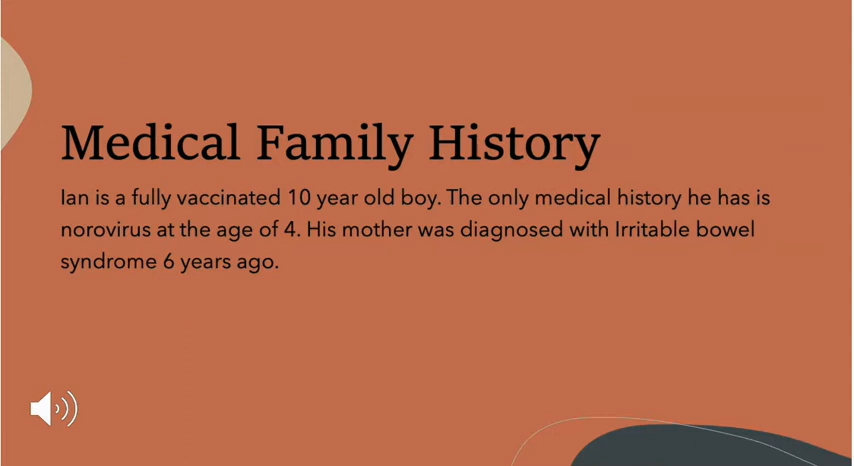 Medical Family History
Ian is a fully vaccinated 10 year old boy. The only medical history he has is
norovirus at the age of 4. His mother was diagnosed with Irritable bowel
syndrome 6 years ago.